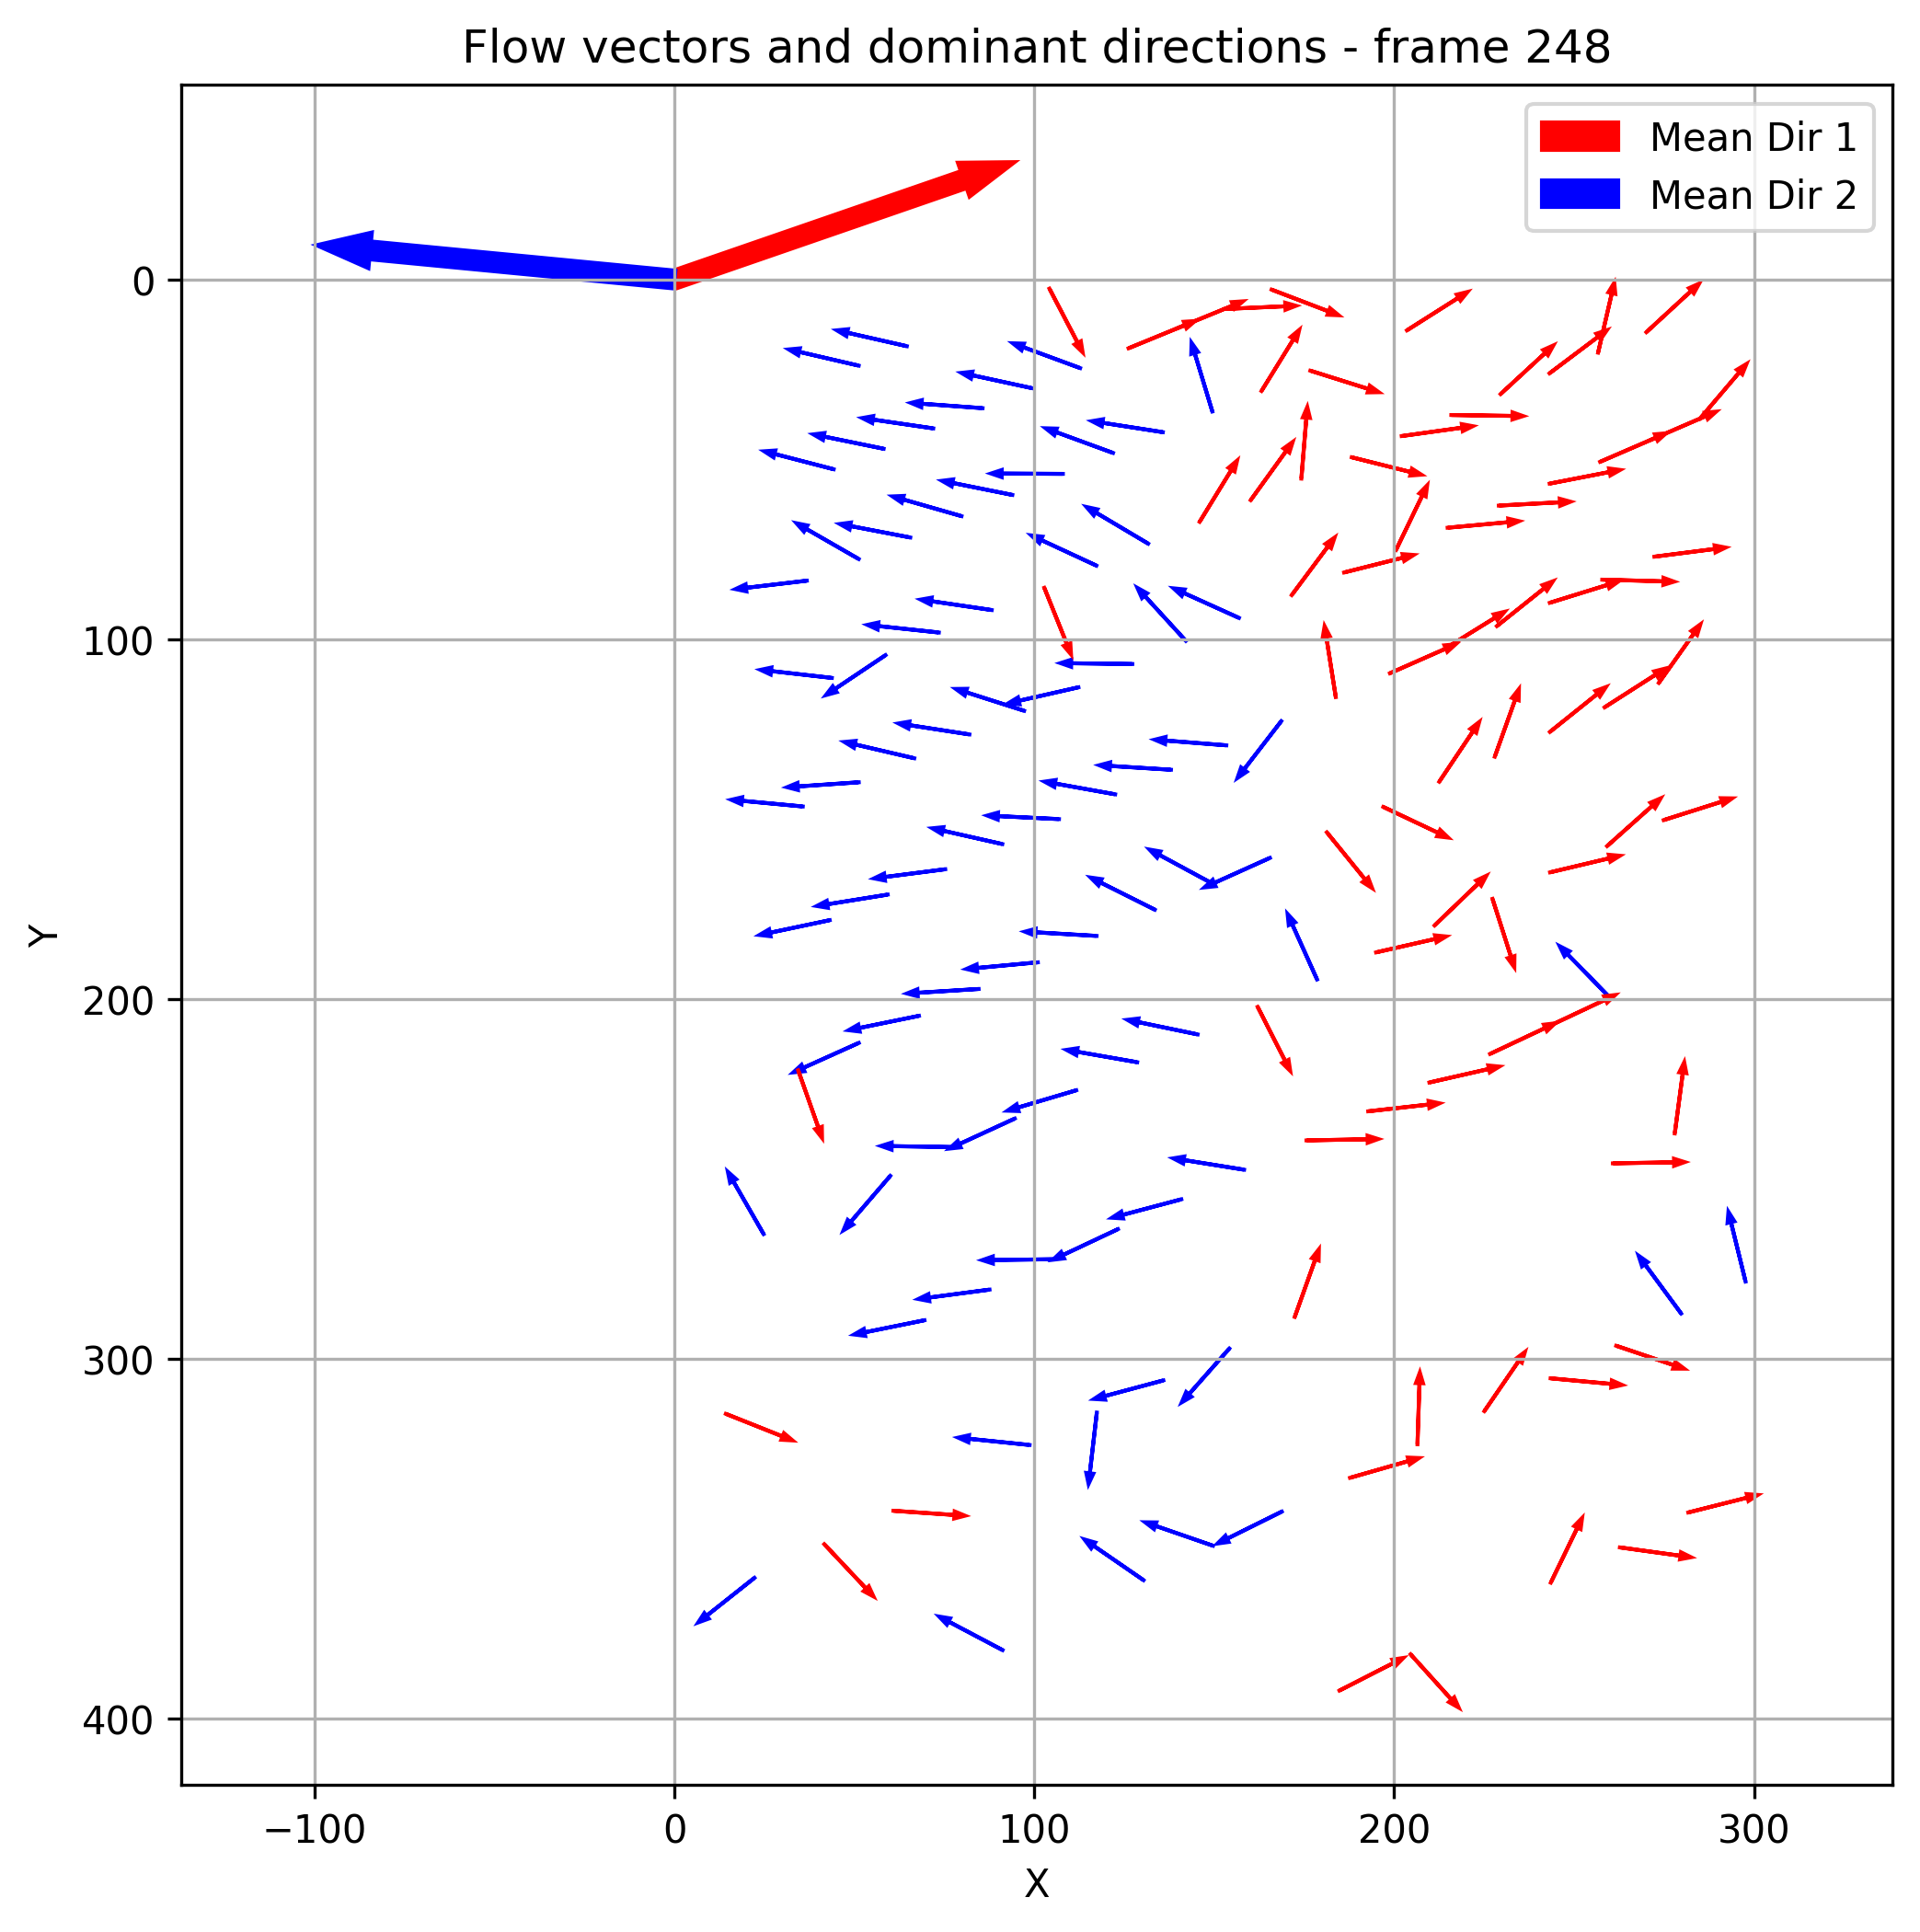 Flow vectors and dominant directions - frame 248
Mean Dir 1
Mean Dir 2
0
100
200
300
400
Y
−100
0
100
200
300
X